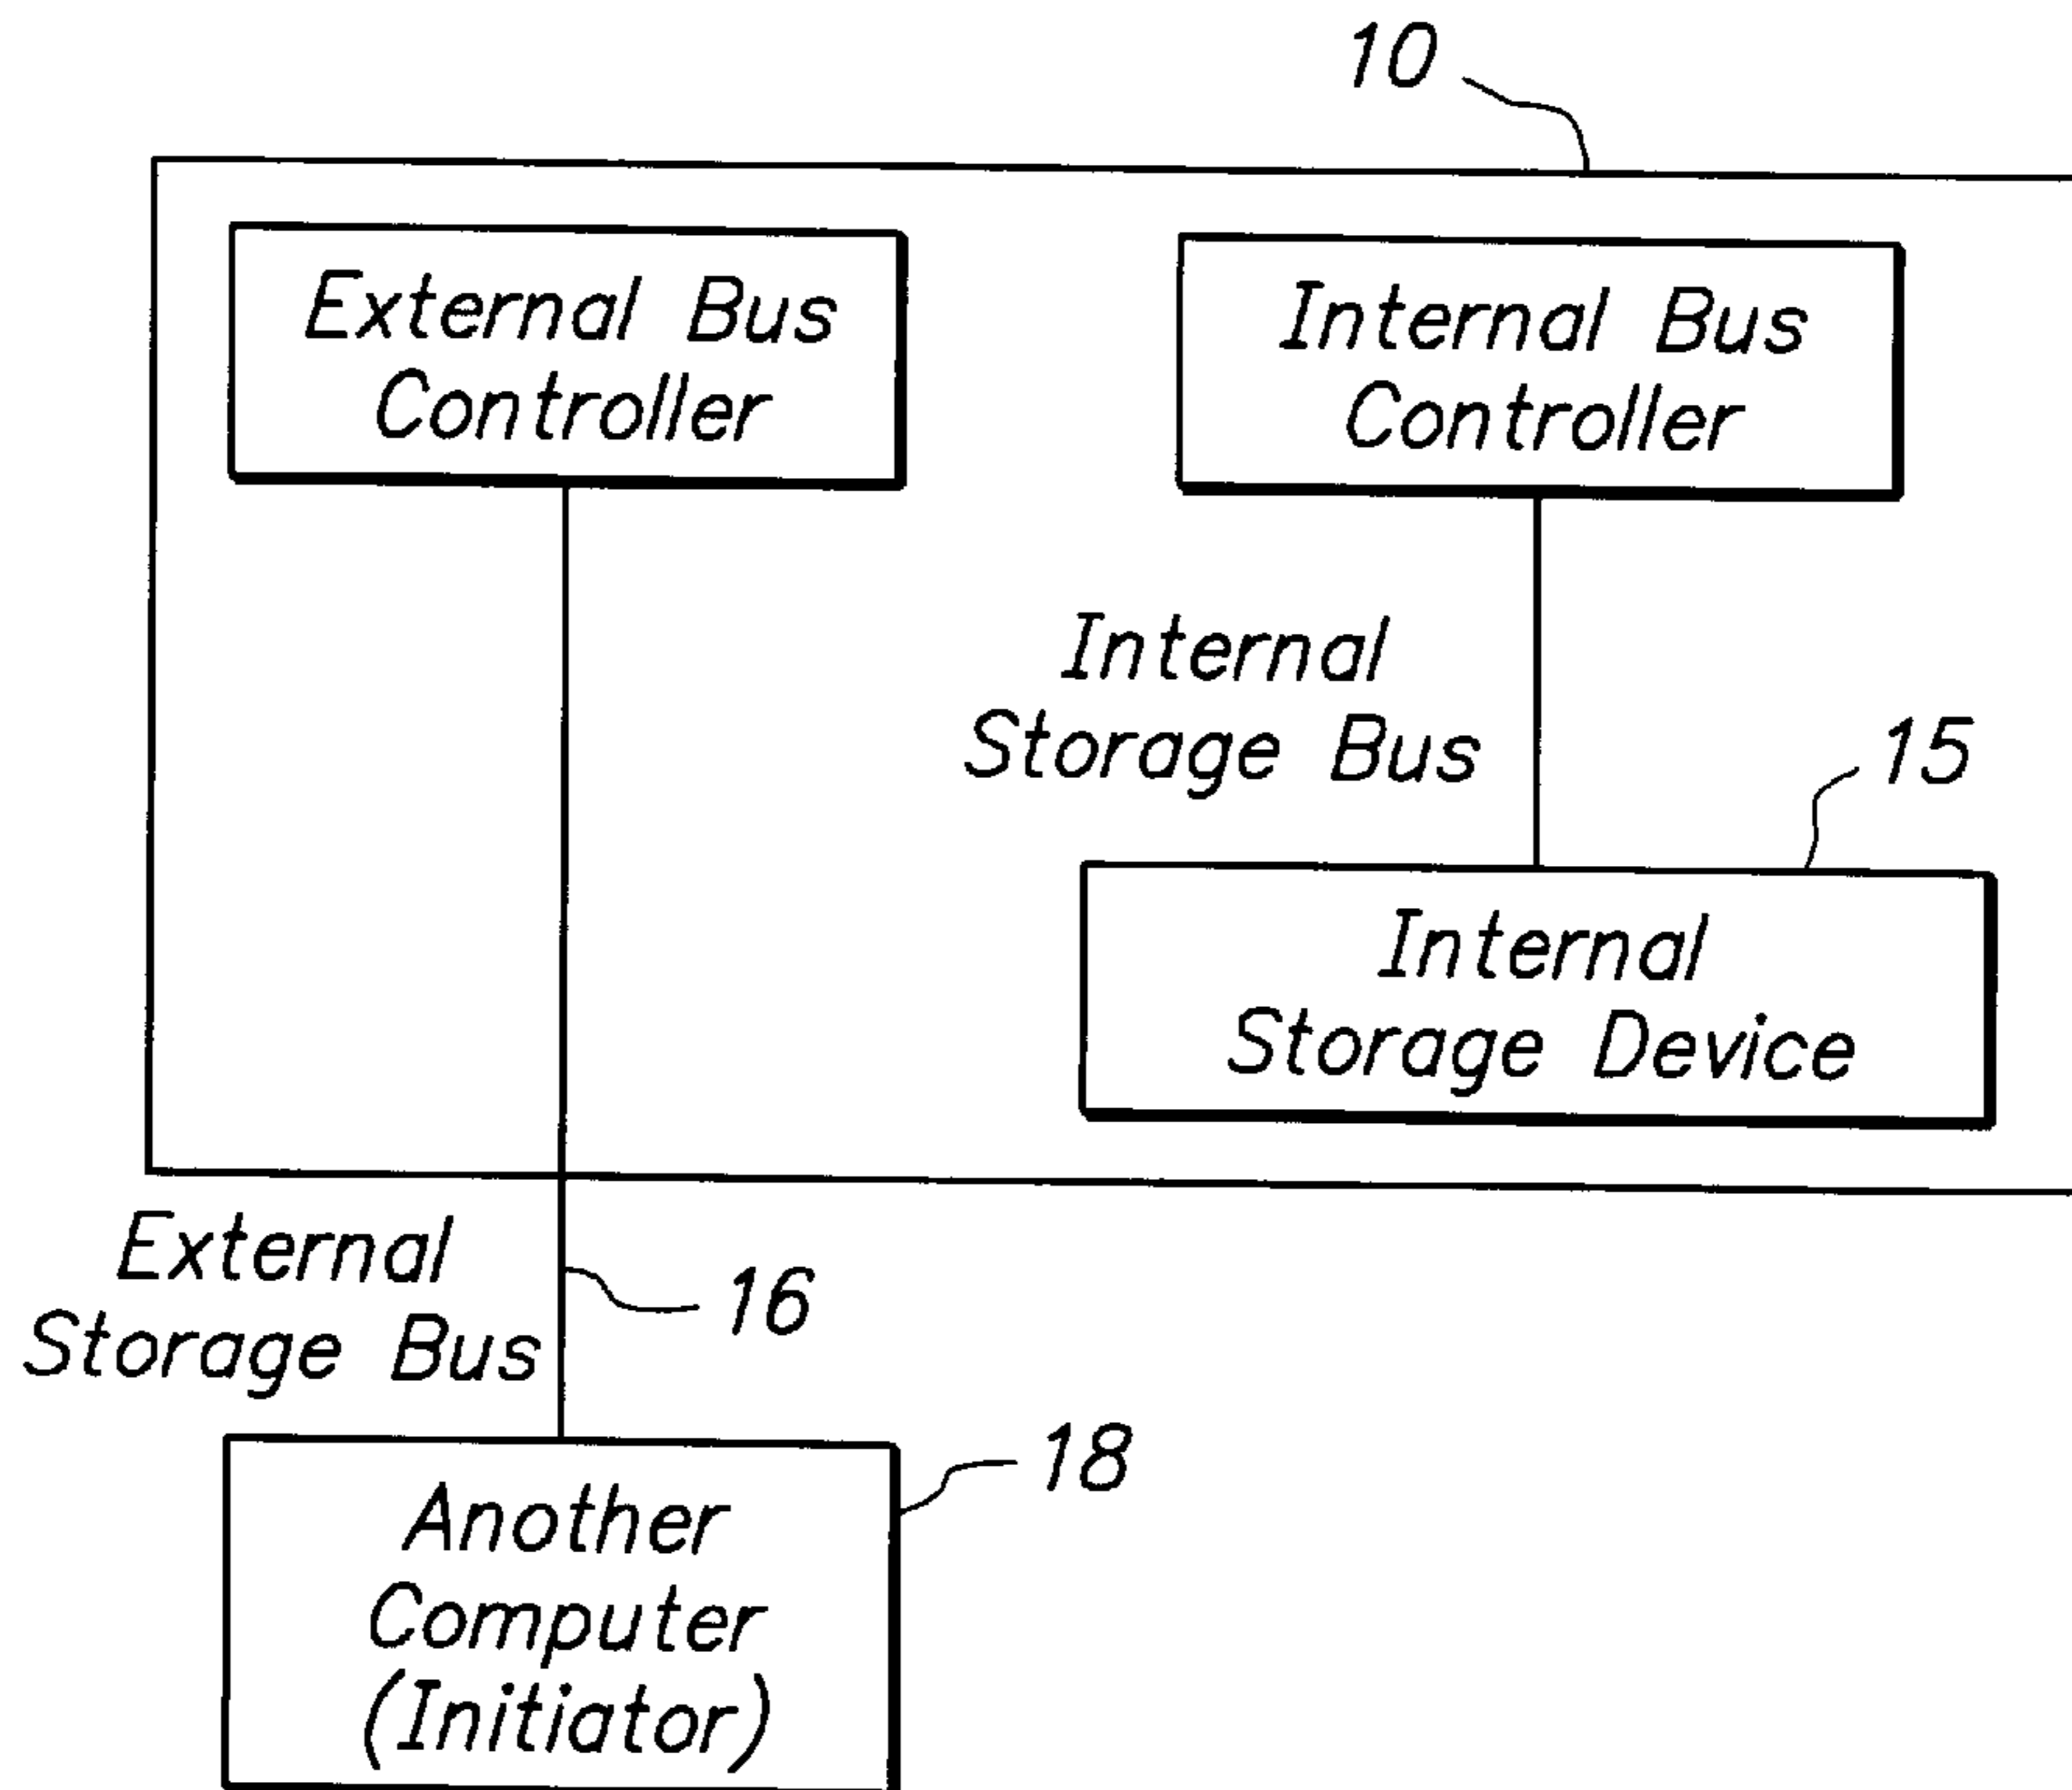 10
External Bus
Controller
Internal Bus
Controller
Internal
Storage Bus
15
Internal
Storage Device
External
Storage Bus
16
18
Another
Computer
(Initiator)